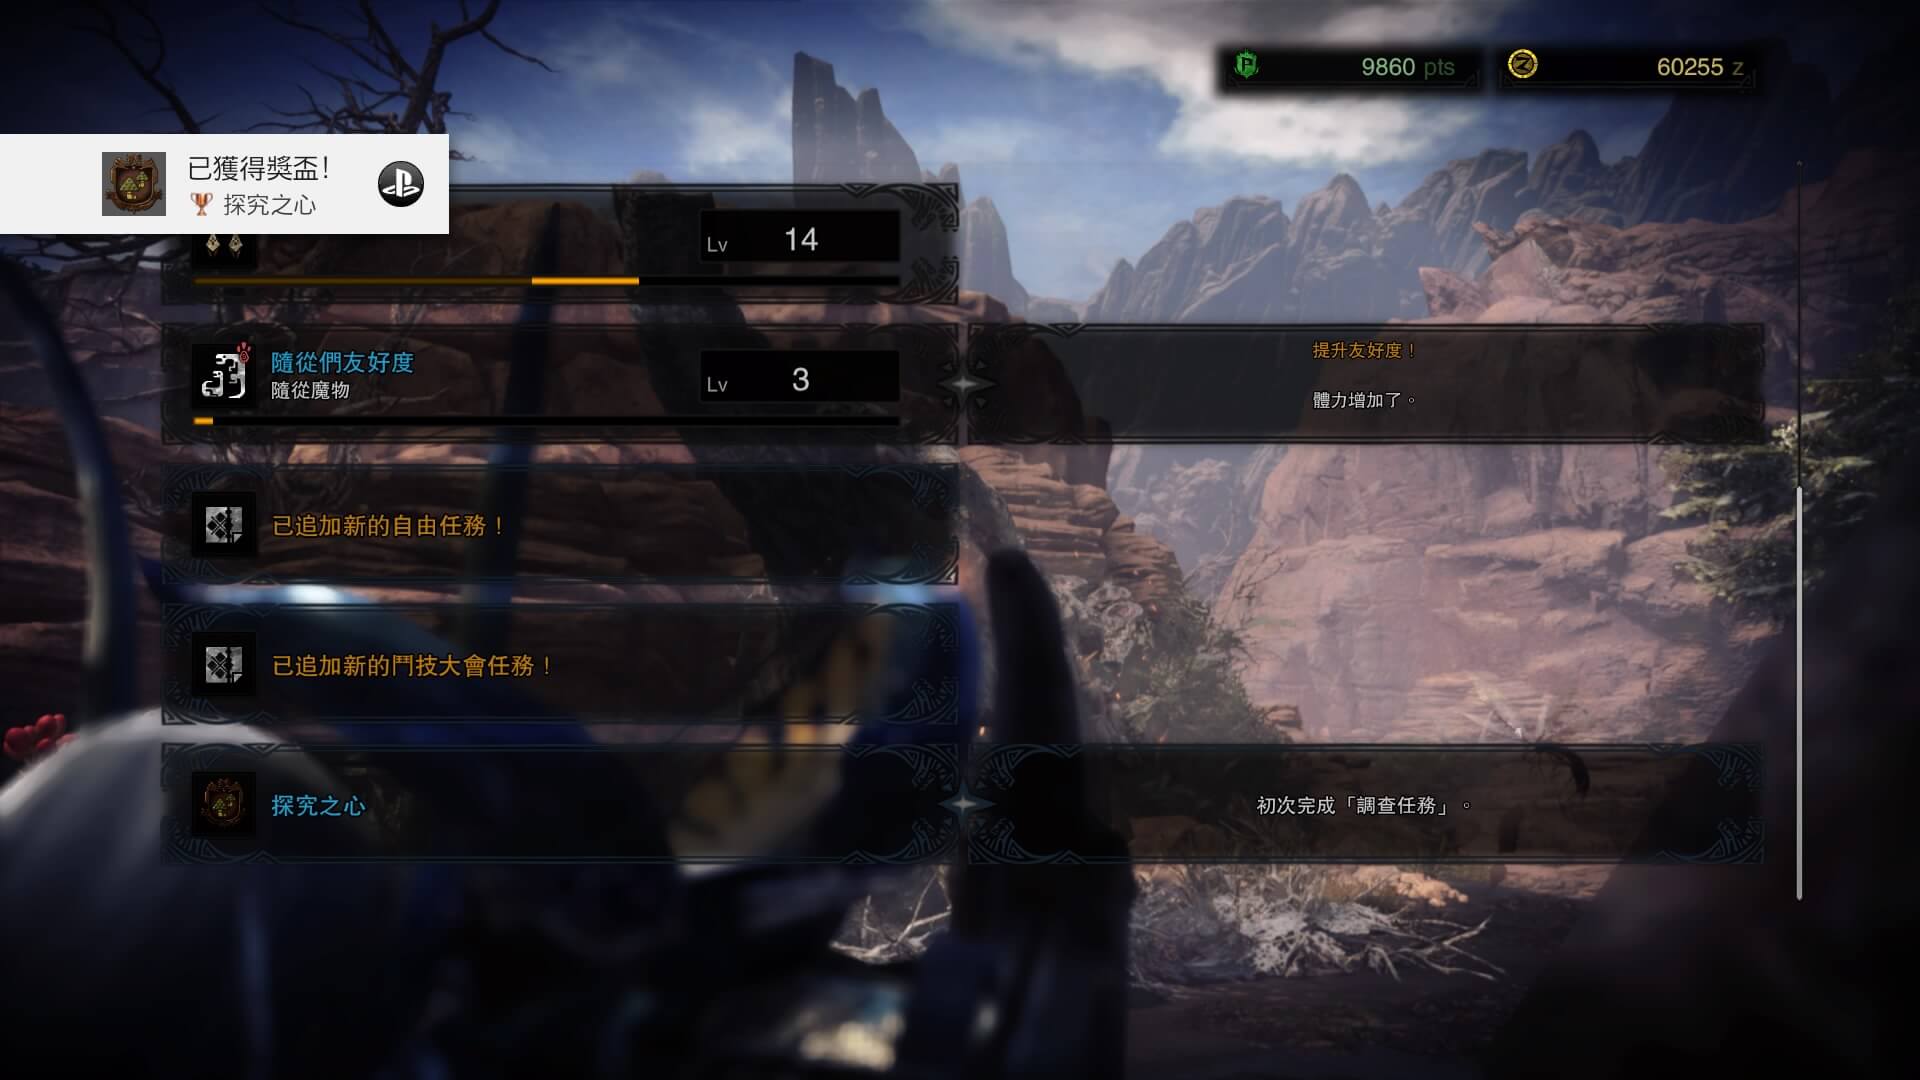 9860 pts
60255 z
已獲得獎盃!
探究之心
Lv 14
隨從們友好度
隨從魔物
Lv 3
提升友好度！
體力增加了。
已追加新的自由任務！
已追加新的鬥技大會任務！
探究之心
初次完成「調查任務」。